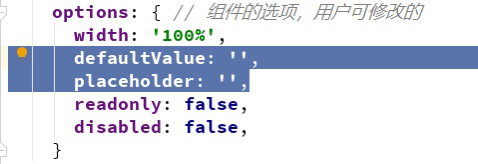 options: { // 组件的选项，用户可修改的
width: '100%',
defaultValue: '',
placeholder: '',
readonly: false,
disabled: false,
}